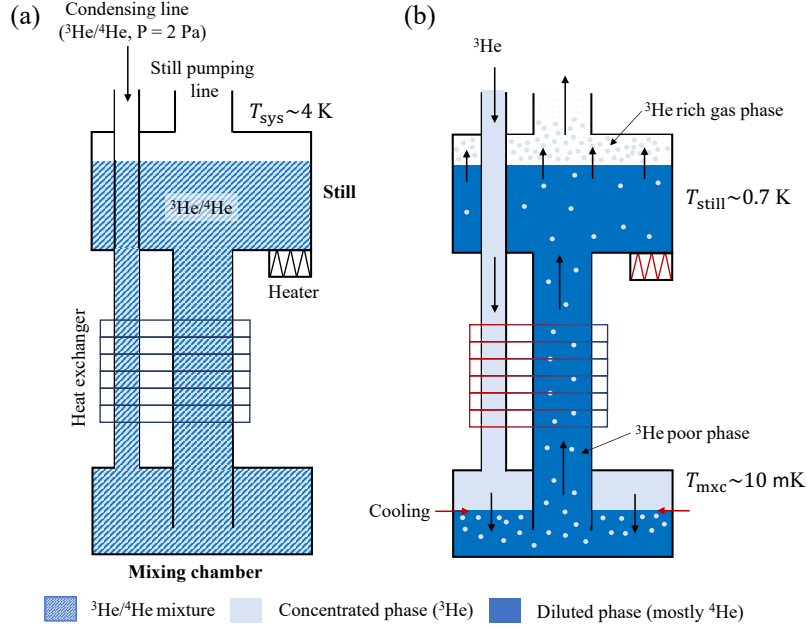 (a)
Condensing line
(³He/⁴He, P = 2 Pa)
Still pumping
line
T_sys~4 K
³He/⁴He
Still
Heater
Heat exchanger
Mixing chamber
(b)
³He
³He rich gas phase
T_still~0.7 K
³He poor phase
T_mxc~10 mK
Cooling
³He/⁴He mixture
Concentrated phase (³He)
Diluted phase (mostly ⁴He)